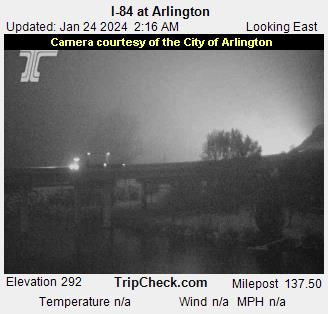 I-84 at Arlington
Updated: Jan 24 2024 2:16 AM Looking East
Camera courtesy of the City of Arlington
Elevation 292 TripCheck.com Milepost 137.50
Temperature n/a Wind n/a MPH n/a